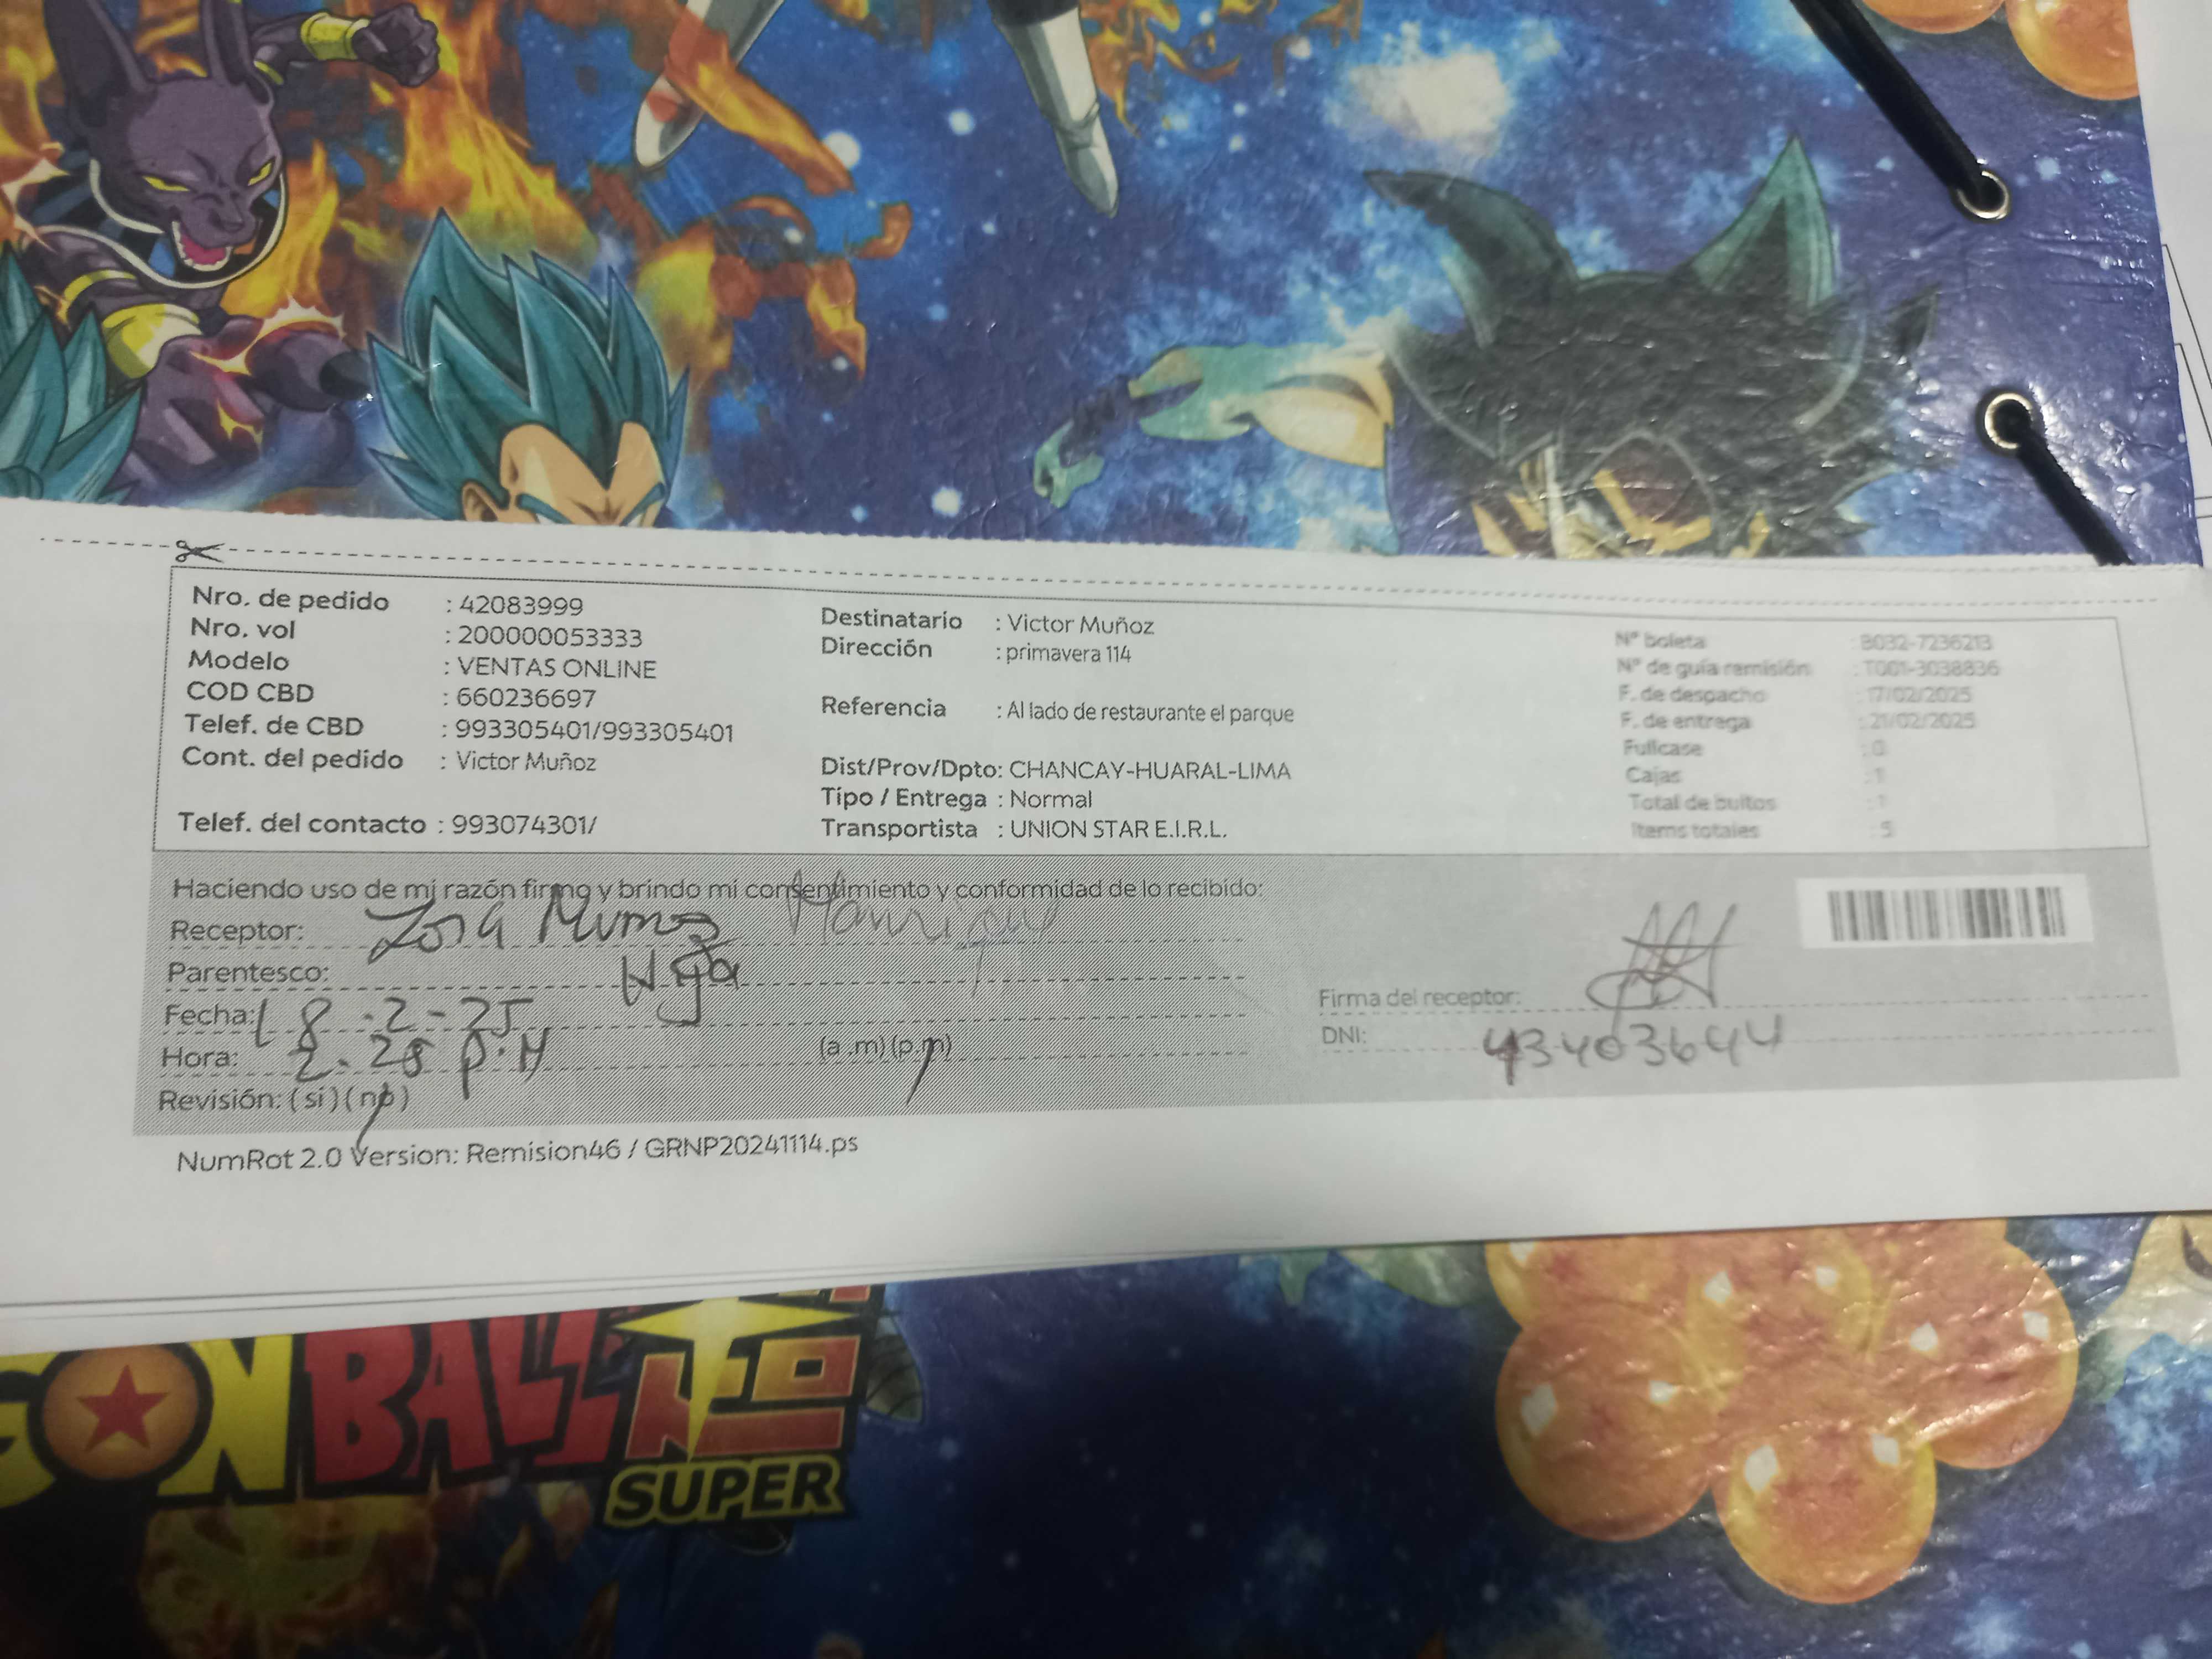 Nro. de pedido : 42083999
Nro. vol : 200000053333
Modelo : VENTAS ONLINE
COD CBD : 660236697
Telef. de CBD : 993305401/993305401
Cont. del pedido : Victor Muñoz
Telef. del contacto : 993074301/
Destinatario : Victor Muñoz
Dirección : primavera 114
Referencia : Al lado de restaurante el parque
Dist/Prov/Dpto: CHANCAY-HUARAL-LIMA
Tipo / Entrega : Normal
Transportista : UNION STAR E.I.R.L.
N° boleta : B032-7236213
N° de guía remisión : T001-3038836
F. de despacho : 17/02/2025
F. de entrega : 21/02/2025
Fullcase : 0
Cajas : 1
Total de bultos : 1
Items totales : 5
Haciendo uso de mi razón firmo y brindo mi consentimiento y conformidad de lo recibido:
Receptor: Muñoz Manrique
Parentesco: Hija
Fecha: 18-2-25
Hora: 2.28 P.M (a .m) (p.m)
Revisión: ( si ) ( no )
Firma del receptor:
DNI: 43403644
NumRot 2.0 Version: Remision46 / GRNP20241114.ps
GON BALL
SUPER